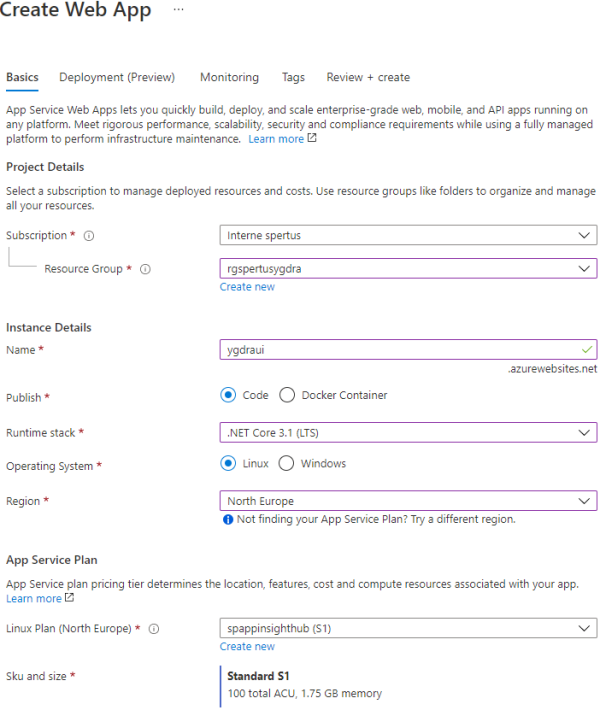 Create Web App ...
Basics Deployment (Preview) Monitoring Tags Review + create
App Service Web Apps lets you quickly build, deploy, and scale enterprise-grade web, mobile, and API apps running on
any platform. Meet rigorous performance, scalability, security and compliance requirements while using a fully managed
platform to perform infrastructure maintenance. Learn more
Project Details
Select a subscription to manage deployed resources and costs. Use resource groups like folders to organize and manage
all your resources.
Subscription * Interne spertus
Resource Group * rgspertusygdra
Create new
Instance Details
Name * ygdraui
.azurewebsites.net
Publish * Code Docker Container
Runtime stack * .NET Core 3.1 (LTS)
Operating System * Linux Windows
Region * North Europe
Not finding your App Service Plan? Try a different region.
App Service Plan
App Service plan pricing tier determines the location, features, cost and compute resources associated with your app.
Learn more
Linux Plan (North Europe) * spappinsighthub (S1)
Create new
Sku and size * Standard S1
100 total ACU, 1.75 GB memory